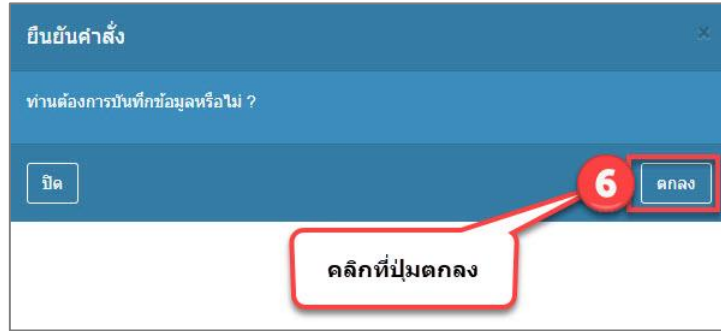 ยืนยันคำสั่ง
×
ท่านต้องการบันทึกข้อมูลหรือไม่ ?
ปิด
6
ตกลง
คลิกที่ปุ่มตกลง